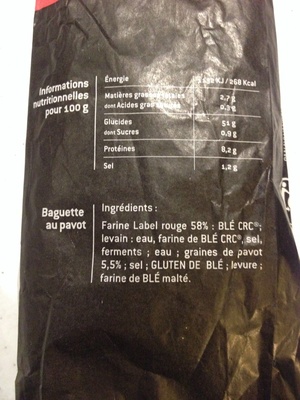 Informations
nutritionnelles
pour 100 g
Énergie
KJ / 268 Kcal
Matières grasses totales
2,7 g
dont Acides gras
0,3 g
Glucides
51 g
dont Sucres
0,9 g
Protéines
8,2 g
Sel
1,2 g
Baguette
au pavot
Ingrédients :
Farine Label rouge 58% : BLÉ CRC® ;
levain : eau, farine de BLÉ CRC®, sel,
ferments ; eau ; graines de pavot
5,5% ; sel ; GLUTEN DE BLÉ ; levure ;
farine de BLÉ malté.